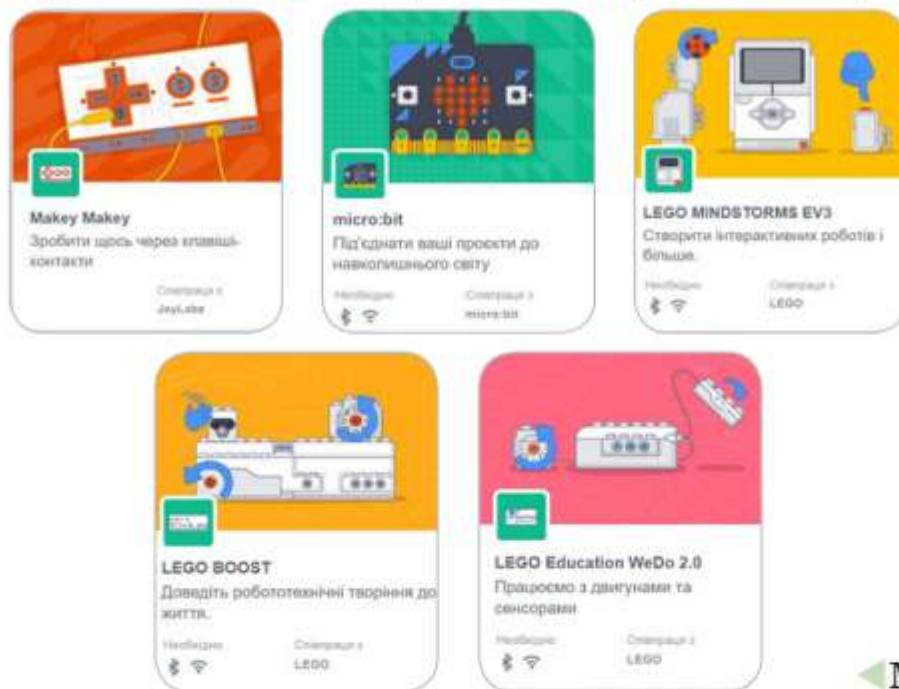 Makey Makey
Зробити щось через клавіші-
контакти
Співпраця з
JoyLabz
micro:bit
Під'єднати ваші проєкти до
навколишнього світу
Необхідно
Співпраця з
micro:bit
LEGO MINDSTORMS EV3
Створити інтерактивних роботів і
більше.
Необхідно
Співпраця з
LEGO
LEGO BOOST
Доведіть робототехнічні творіння до
життя.
Необхідно
Співпраця з
LEGO
LEGO Education WeDo 2.0
Працюємо з двигунами та
сенсорами
Необхідно
Співпраця з
LEGO